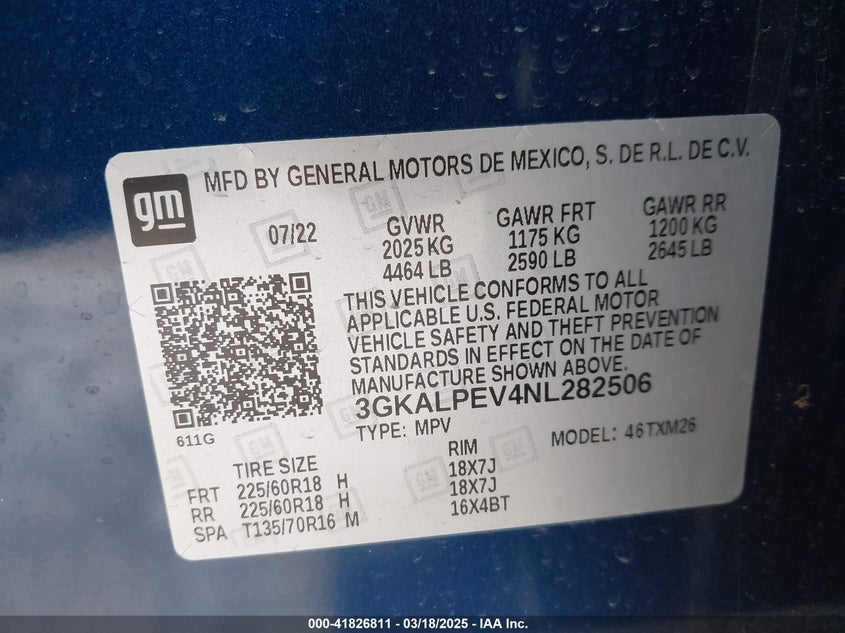 gm
MFD BY GENERAL MOTORS DE MEXICO, S. DE R.L. DE C.V.
07/22
GVWR
2025 KG
4464 LB
GAWR FRT
1175 KG
2590 LB
GAWR RR
1200 KG
2645 LB
THIS VEHICLE CONFORMS TO ALL
APPLICABLE U.S. FEDERAL MOTOR
VEHICLE SAFETY AND THEFT PREVENTION
STANDARDS IN EFFECT ON THE DATE OF
MANUFACTURE SHOWN ABOVE.
3GKALPEV4NL282506
611G
TYPE: MPV MODEL: 46TXM26
TIRE SIZE RIM
FRT 225/60R18 H 18X7J
RR 225/60R18 H 18X7J
SPA T135/70R16 M 16X4BT
000-41826811 - 03/18/2025 - IAA Inc.